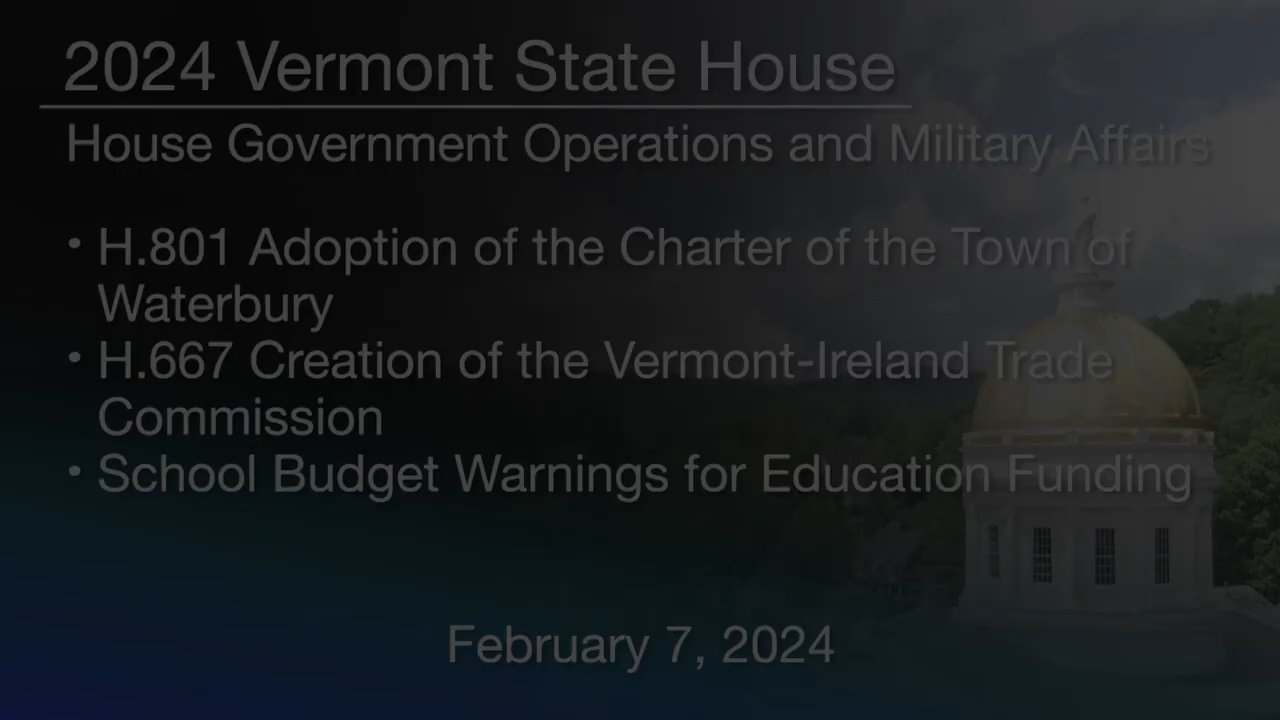 2024 Vermont State House
House Government Operations and Military Affairs
• H.801 Adoption of the Charter of the Town of
Waterbury
• H.667 Creation of the Vermont-Ireland Trade
Commission
• School Budget Warnings for Education Funding
February 7, 2024